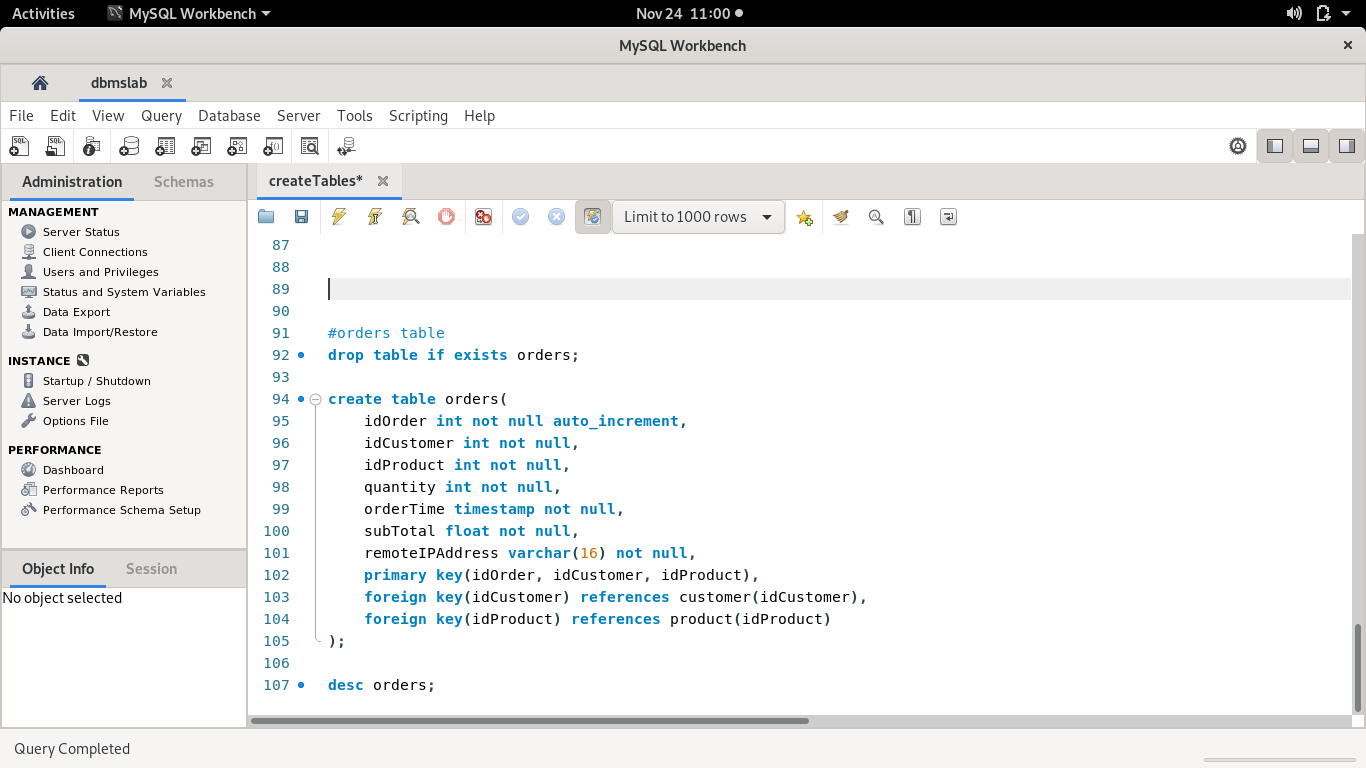 Activities MySQL Workbench Nov 24 11:00
MySQL Workbench
dbmslab
File Edit View Query Database Server Tools Scripting Help
Administration Schemas
MANAGEMENT
Server Status
Client Connections
Users and Privileges
Status and System Variables
Data Export
Data Import/Restore
INSTANCE
Startup / Shutdown
Server Logs
Options File
PERFORMANCE
Dashboard
Performance Reports
Performance Schema Setup
Object Info Session
No object selected
createTables*
Limit to 1000 rows
87
88
89
90
91 #orders table
92 drop table if exists orders;
93
94 create table orders(
95 idOrder int not null auto_increment,
96 idCustomer int not null,
97 idProduct int not null,
98 quantity int not null,
99 orderTime timestamp not null,
100 subTotal float not null,
101 remoteIPAddress varchar(16) not null,
102 primary key(idOrder, idCustomer, idProduct),
103 foreign key(idCustomer) references customer(idCustomer),
104 foreign key(idProduct) references product(idProduct)
105 );
106
107 desc orders;
Query Completed